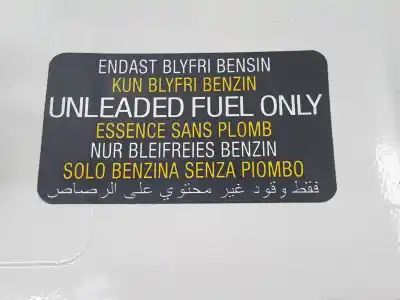 ENDAST BLYFRI BENSIN
KUN BLYFRI BENZIN
UNLEADED FUEL ONLY
ESSENCE SANS PLOMB
NUR BLEIFREIES BENZIN
SOLO BENZINA SENZA PIOMBO
فقط وقود غير محتوي على الرصاص